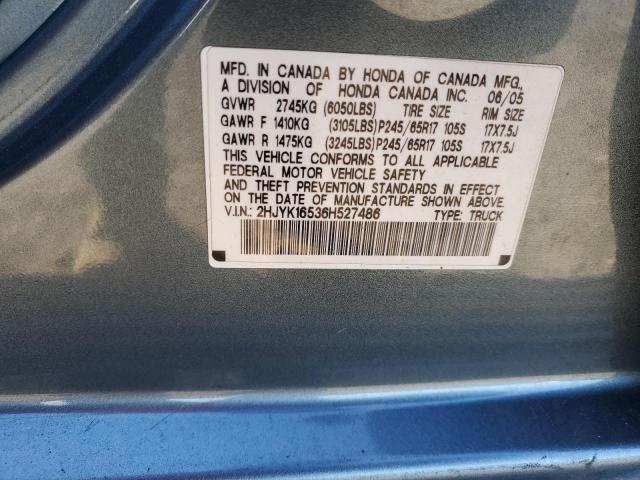 MFD. IN CANADA BY HONDA OF CANADA MFG.,
A DIVISION OF HONDA CANADA INC. 06/05
GVWR 2745KG (6050LBS) TIRE SIZE RIM SIZE
GAWR F 1410KG (3105LBS)P245/65R17 105S 17X7.5J
GAWR R 1475KG (3245LBS)P245/65R17 105S 17X7.5J
THIS VEHICLE CONFORMS TO ALL APPLICABLE
FEDERAL MOTOR VEHICLE SAFETY
AND THEFT PREVENTION STANDARDS IN EFFECT
ON THE DATE OF MANUFACTURE SHOWN ABOVE.
V.I.N.: 2HJYK16536H527486 TYPE: TRUCK